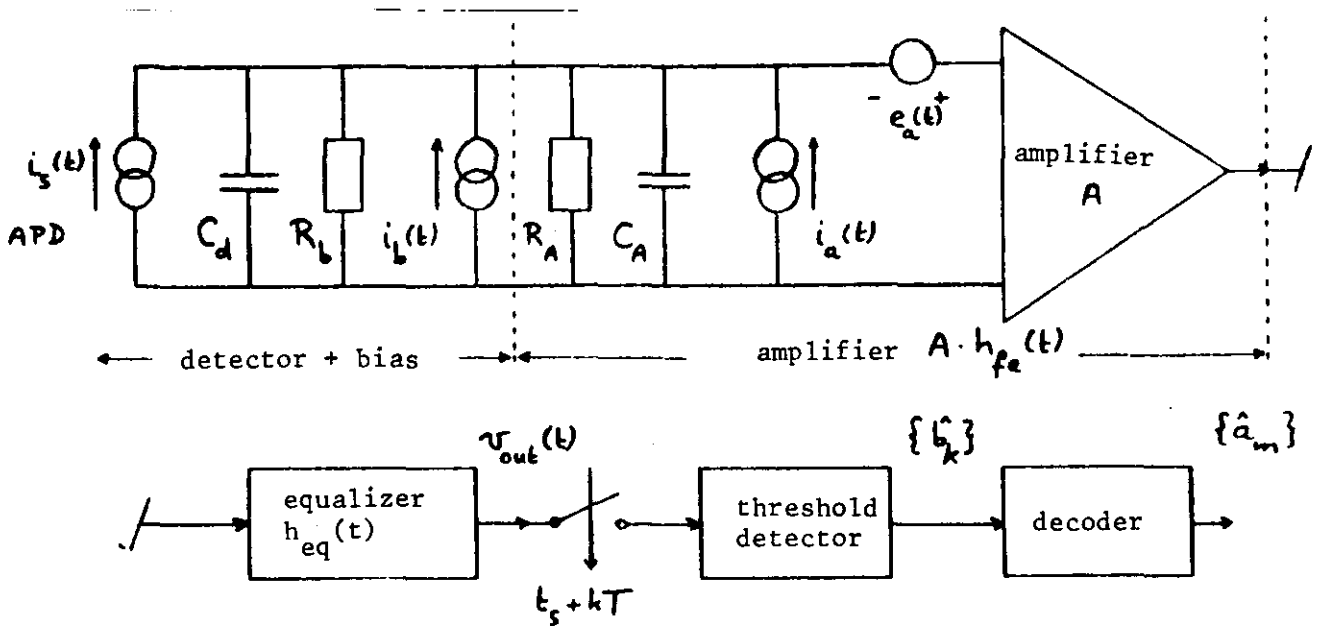 - e_a(t) +
i_s(t)
APD
C_d
R_b
i_b(t)
R_A
C_A
i_a(t)
amplifier
A
detector + bias
amplifier A · h_fe(t)
v_out(t)
{b̂_k}
{â_m}
equalizer
h_eq(t)
threshold
detector
decoder
t_s + kT